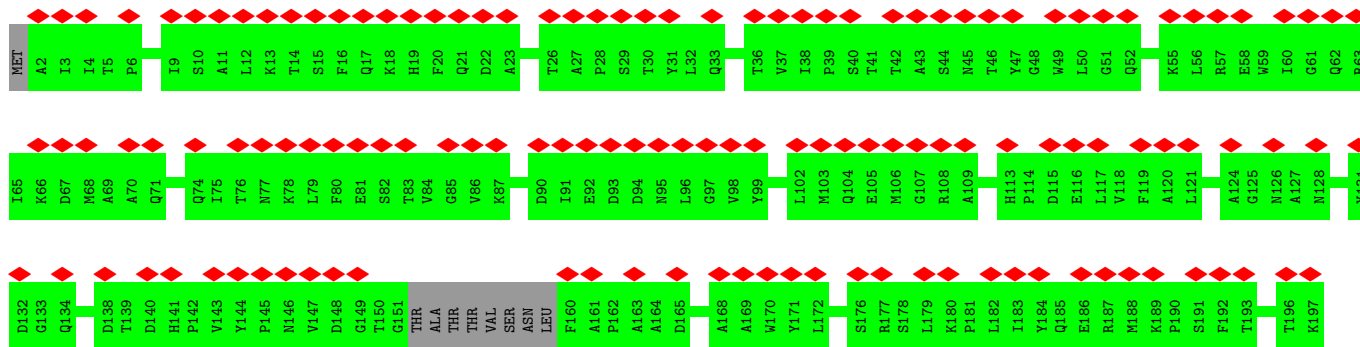 MET A2 I3 I4 T5 P6 I9 S10 A11 L12 K13 T14 S15 F16 Q17 K18 H19 F20 Q21 D22 A23 T26 A27 P28 S29 T30 Y31 L32 Q33 T36 V37 I38 P39 S40 T41 T42 A43 S44 N45 T46 Y47 G48 W49 L50 G51 Q52 K55 L56 R57 E58 W59 I60 G61 Q62 R63
I65 K66 D67 M68 A69 A70 Q71 Q74 I75 T76 N77 K78 L79 F80 E81 S82 T83 V84 G85 V86 K87 D90 I91 E92 D93 D94 N95 L96 G97 V98 Y99 L102 M103 Q104 E105 M106 G107 R108 A109 H113 P114 D115 E116 L117 V118 F119 A120 L121 A124 G125 N126 A127 N128
D132 G133 Q134 D138 T139 D140 H141 P142 V143 Y144 P145 N146 V147 D148 G149 T150 G151 THR ALA THR THR VAL SER ASN LEU F160 A161 P162 A163 A164 D165 A168 A169 W170 Y171 L172 S176 R177 S178 L179 K180 P181 L182 I183 Y184 Q185 E186 R187 M188 K189 P190 S191 F192 T193 T196 K197